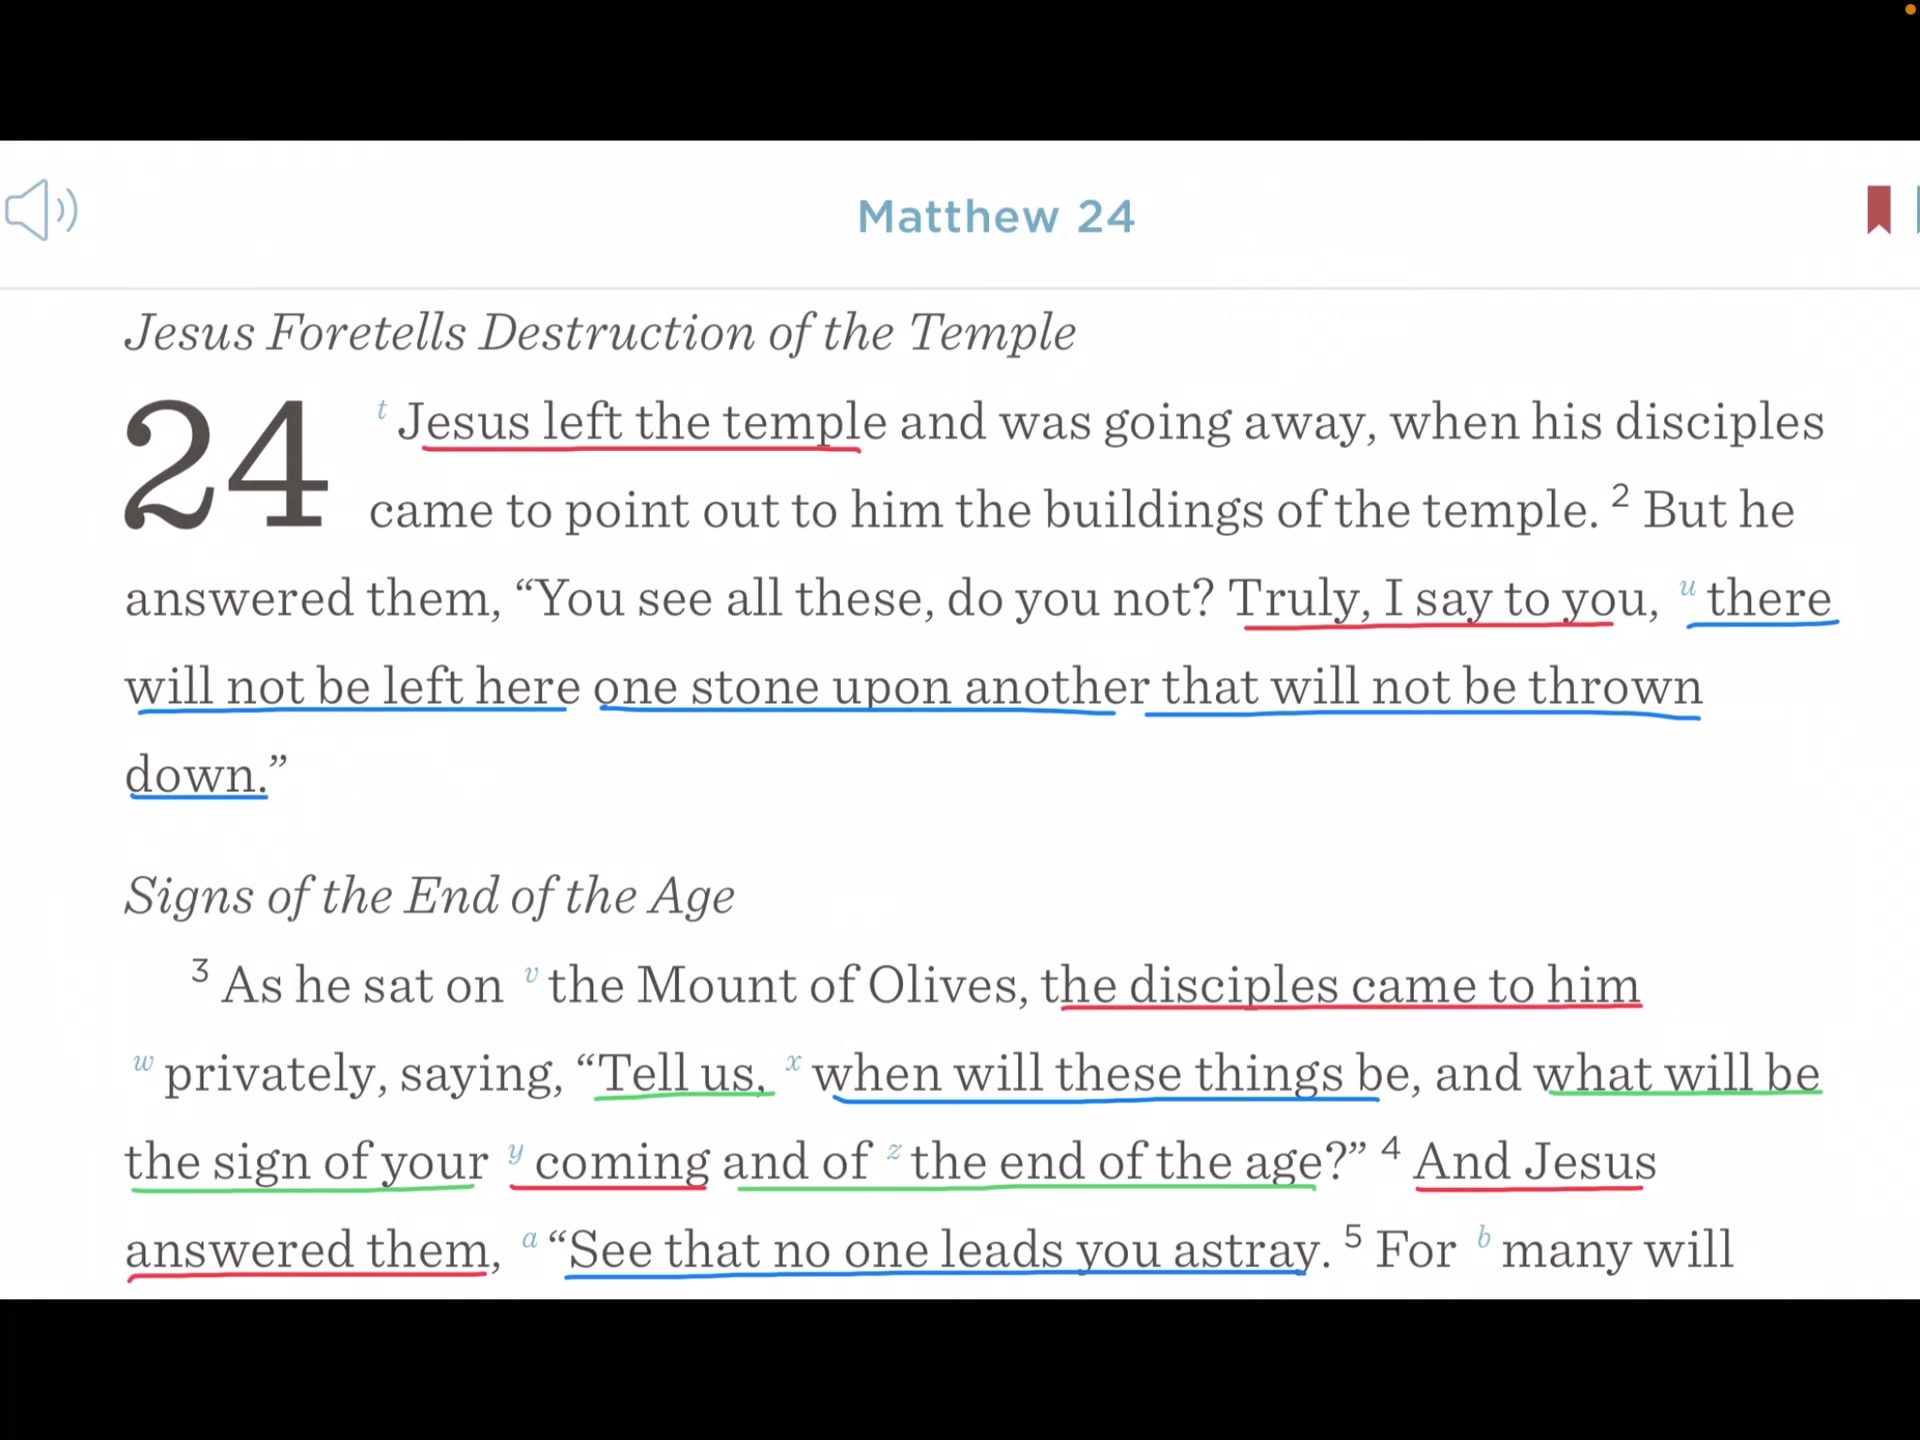 Matthew 24
Jesus Foretells Destruction of the Temple
24 t Jesus left the temple and was going away, when his disciples
came to point out to him the buildings of the temple. 2 But he
answered them, “You see all these, do you not? Truly, I say to you, u there
will not be left here one stone upon another that will not be thrown
down.”
Signs of the End of the Age
3 As he sat on v the Mount of Olives, the disciples came to him
w privately, saying, “Tell us, x when will these things be, and what will be
the sign of your y coming and of z the end of the age?” 4 And Jesus
answered them, a “See that no one leads you astray. 5 For b many will